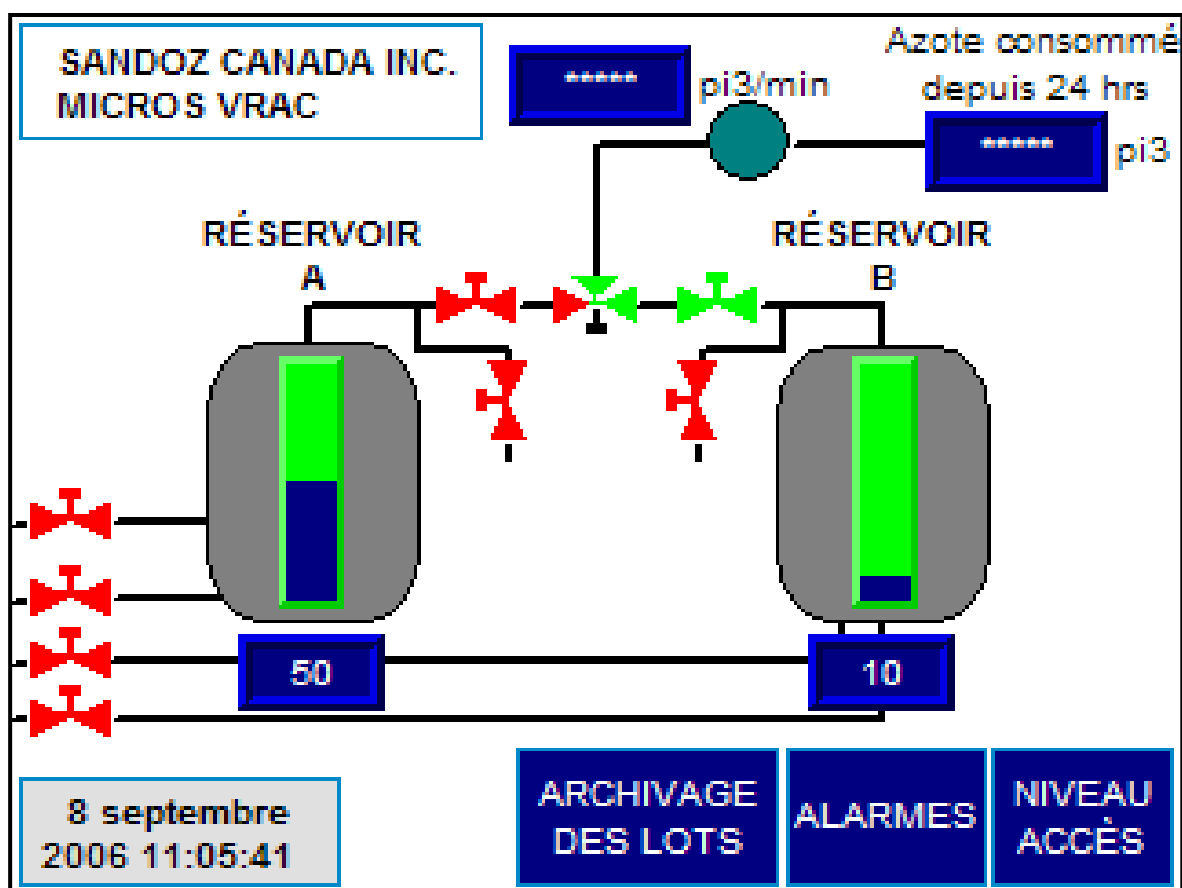 SANDOZ CANADA INC.
MICROS VRAC
*****
pi3/min
Azote consommé
depuis 24 hrs
*****
pi3
RÉSERVOIR
A
RÉSERVOIR
B
50
10
8 septembre
2006 11:05:41
ARCHIVAGE
DES LOTS
ALARMES
NIVEAU
ACCÈS